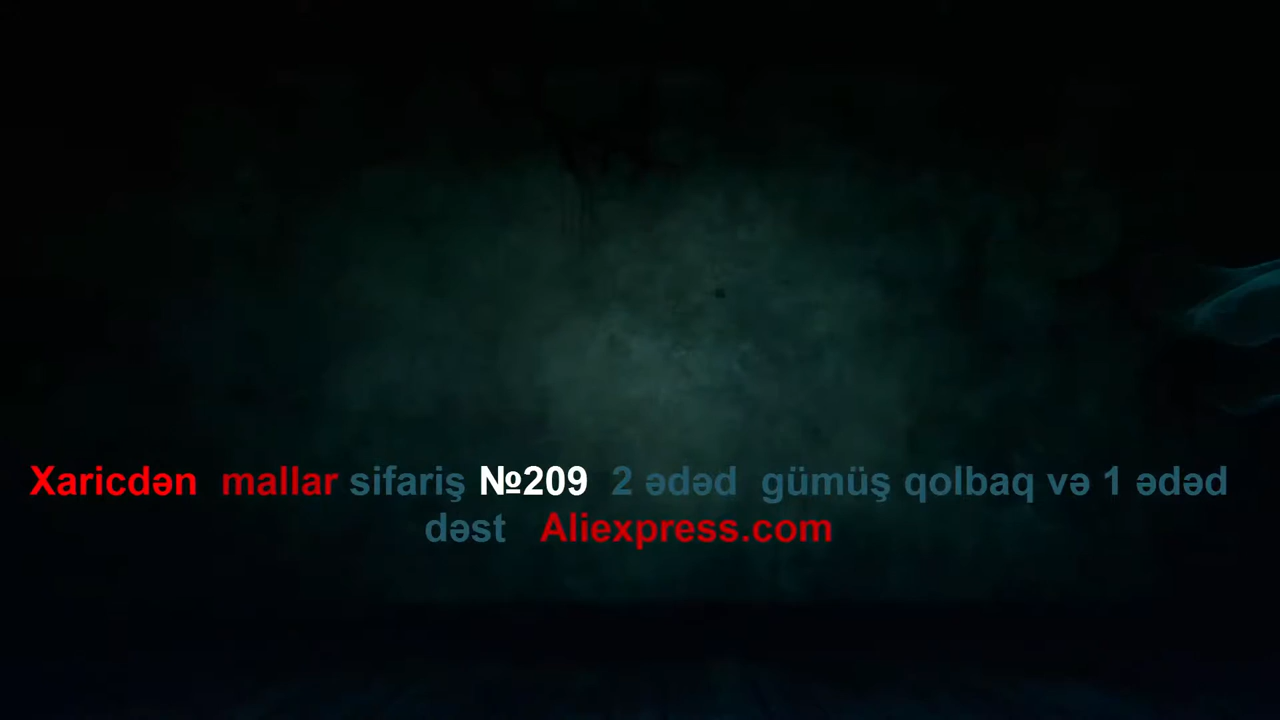 Xaricdən mallar sifariş №209 2 ədəd gümüş qolbaq və 1 ədəd
dəst Aliexpress.com